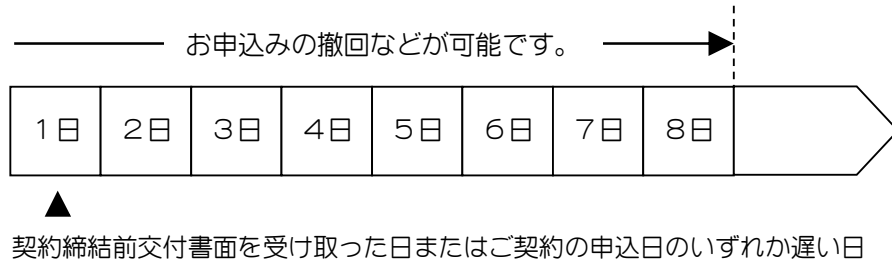 お申込みの撤回などが可能です。
1日 2日 3日 4日 5日 6日 7日 8日
契約締結前交付書面を受け取った日またはご契約の申込日のいずれか遅い日